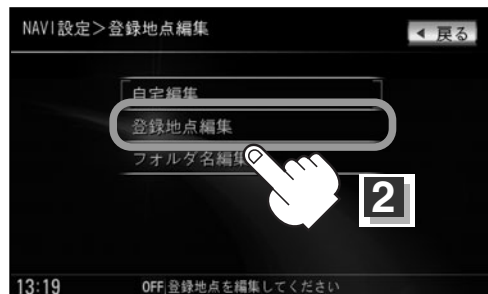 NAVI設定＞登録地点編集
◀ 戻る
自宅編集
登録地点編集
フォルダ名編集
2
13:19 OFF 登録地点を編集してください